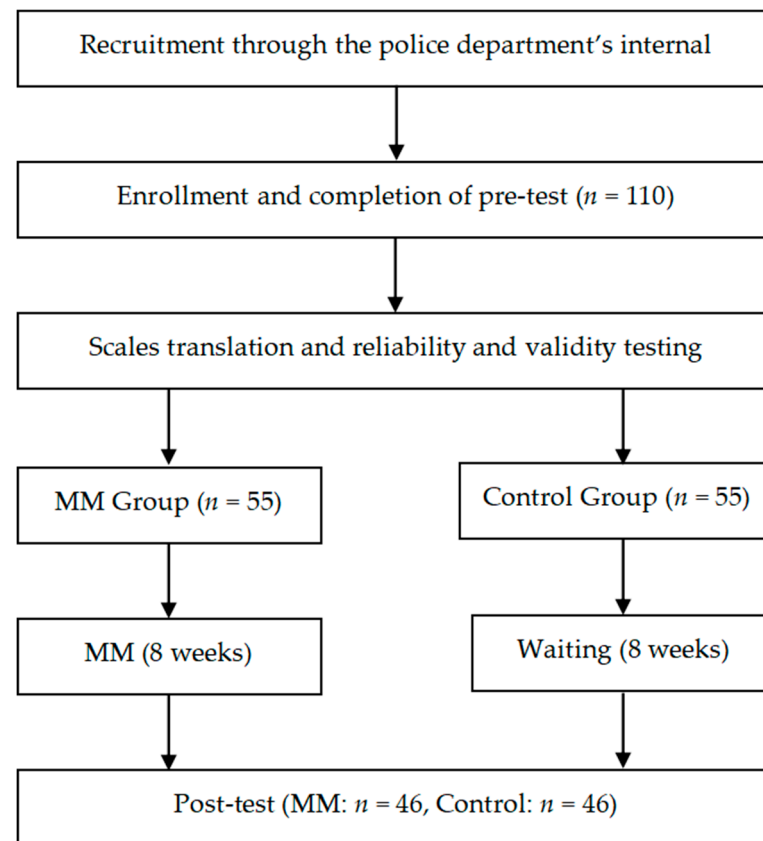 Recruitment through the police department's internal
Enrollment and completion of pre-test (n = 110)
Scales translation and reliability and validity testing
MM Group (n = 55)
Control Group (n = 55)
MM (8 weeks)
Waiting (8 weeks)
Post-test (MM: n = 46, Control: n = 46)